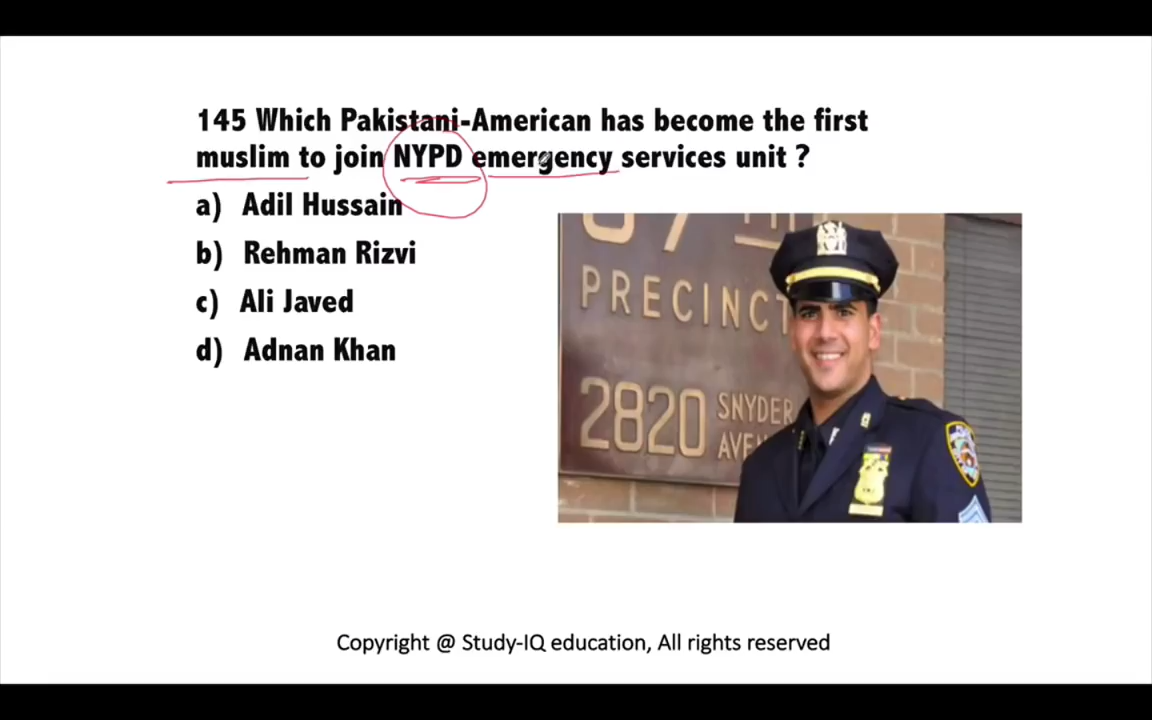 145 Which Pakistani-American has become the first
muslim to join NYPD emergency services unit ?
a) Adil Hussain
b) Rehman Rizvi
c) Ali Javed
d) Adnan Khan
PRECINCT
2820 SNYDER
Copyright @ Study-IQ education, All rights reserved